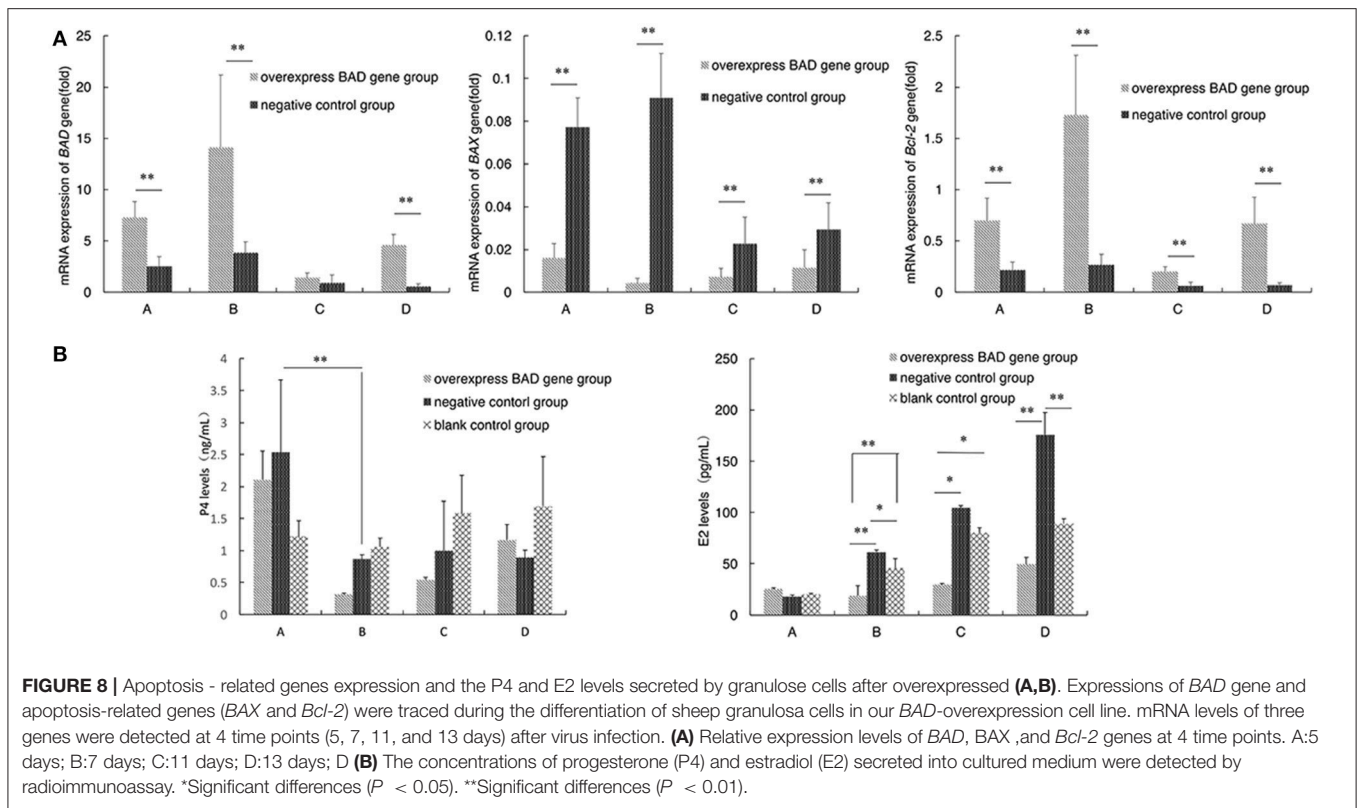 A
mRNA expression of BAD gene(fold)
25
20
15
10
5
0
**
**
**
overexpress BAD gene group
negative control group
A B C D
mRNA expression of BAX gene(fold)
0.12
0.1
0.08
0.06
0.04
0.02
0
**
**
**
**
overexpress BAD gene group
negative control group
A B C D
mRNA expression of Bcl-2 gene(fold)
2.5
2
1.5
1
0.5
0
**
**
**
**
overexpress BAD gene group
negative control group
A B C D
B
P4 levels (ng/mL)
4
3.5
3
2.5
2
1.5
1
0.5
0
**
overexpress BAD gene group
negative contorl group
blank control group
A B C D
E2 levels (pg/mL)
250
200
150
100
50
0
overexpress BAD gene group
negative control group
blank control group
**
**
*
*
*
**
**
A B C D
FIGURE 8 | Apoptosis - related genes expression and the P4 and E2 levels secreted by granulose cells after overexpressed (A,B). Expressions of BAD gene and
apoptosis-related genes (BAX and Bcl-2) were traced during the differentiation of sheep granulosa cells in our BAD-overexpression cell line. mRNA levels of three
genes were detected at 4 time points (5, 7, 11, and 13 days) after virus infection. (A) Relative expression levels of BAD, BAX ,and Bcl-2 genes at 4 time points. A:5
days; B:7 days; C:11 days; D:13 days; D (B) The concentrations of progesterone (P4) and estradiol (E2) secreted into cultured medium were detected by
radioimmunoassay. *Significant differences (P < 0.05). **Significant differences (P < 0.01).